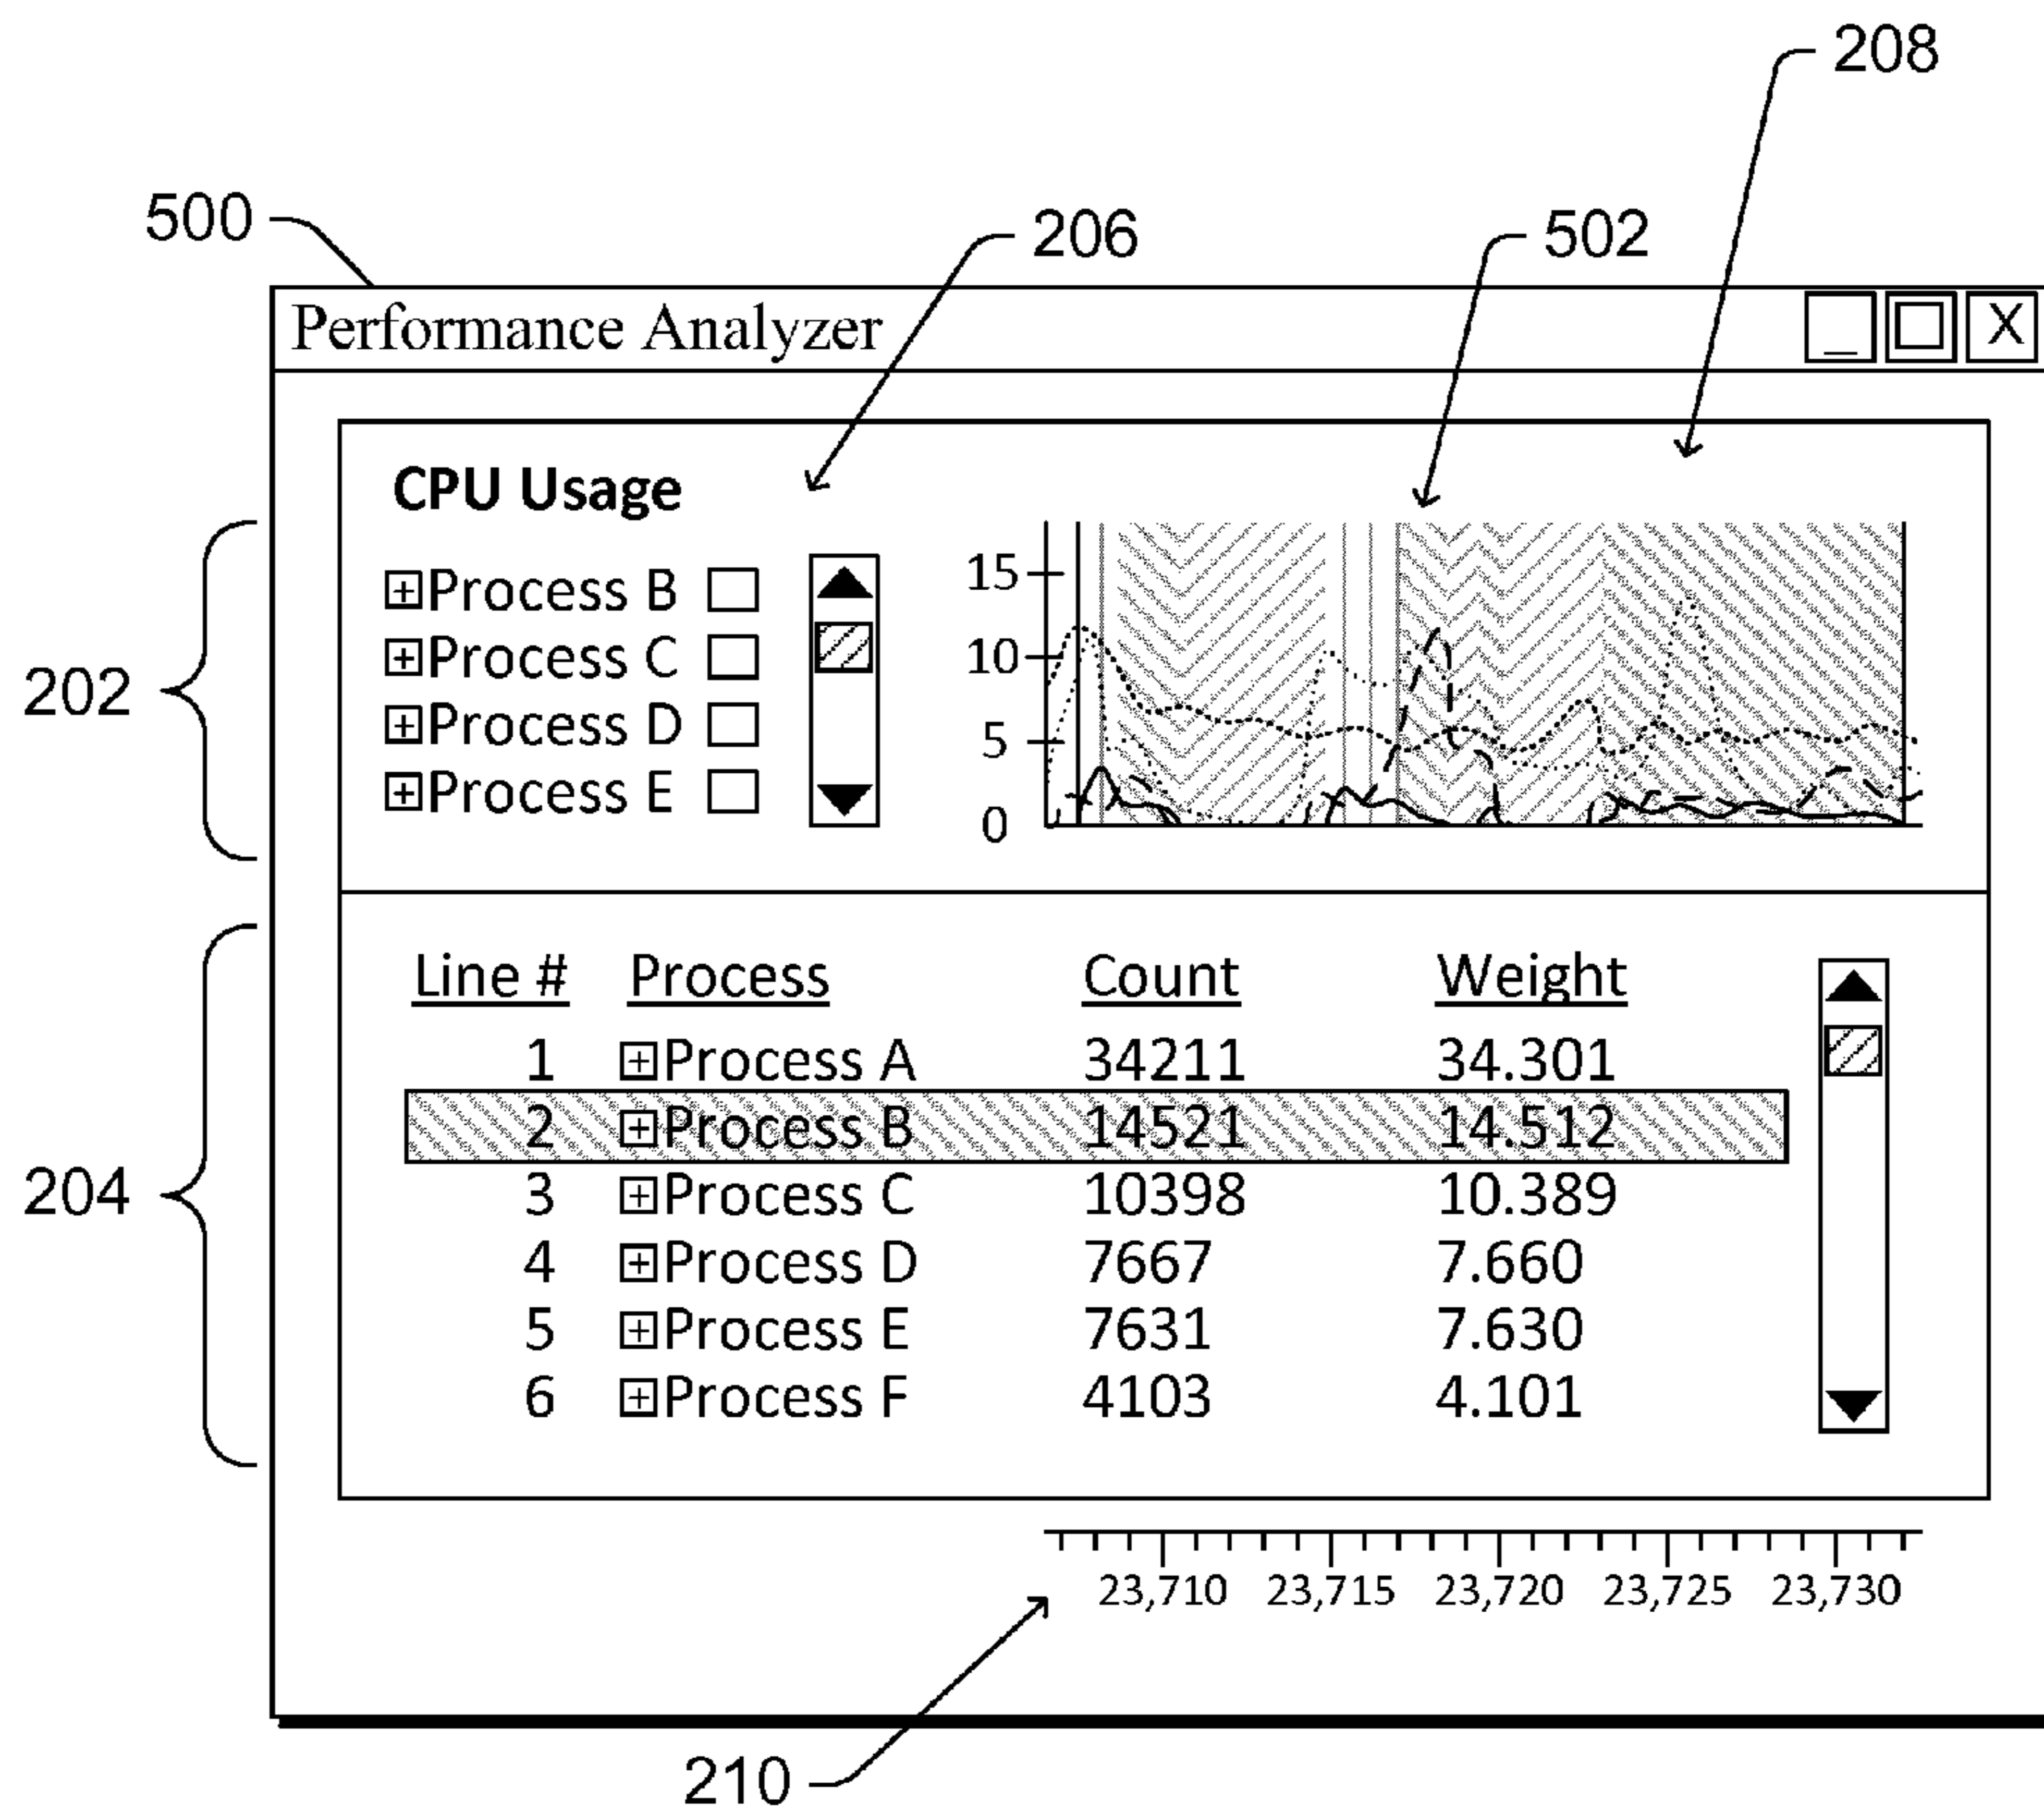 208
500
206
502
Performance Analyzer
_ X
CPU Usage
Process B
Process C
Process D
Process E
15
10
5
0
202
Line # Process Count Weight
1 Process A 34211 34.301
2 Process B 14521 14.512
3 Process C 10398 10.389
4 Process D 7667 7.660
5 Process E 7631 7.630
6 Process F 4103 4.101
204
23,710 23,715 23,720 23,725 23,730
210